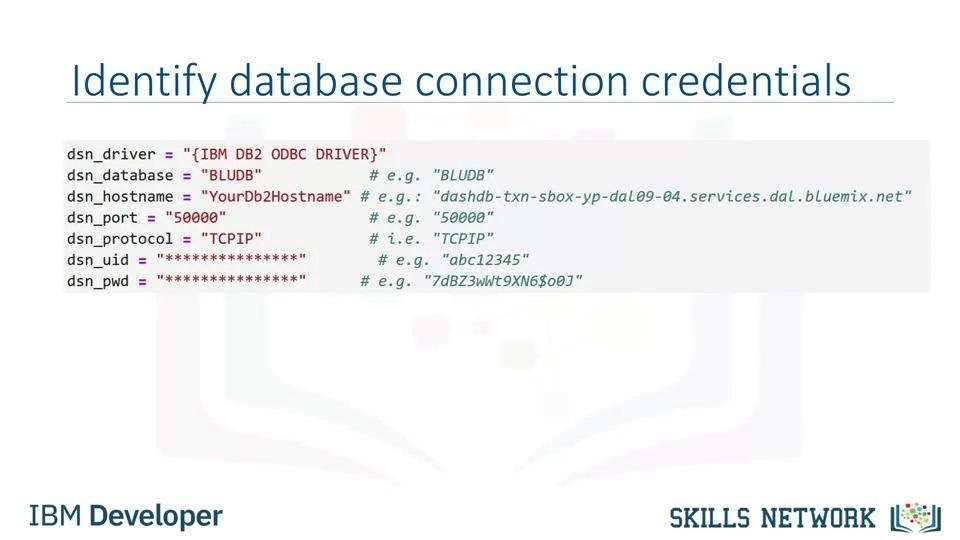 Identify database connection credentials
dsn_driver = "{IBM DB2 ODBC DRIVER}"
dsn_database = "BLUDB" # e.g. "BLUDB"
dsn_hostname = "YourDb2Hostname" # e.g.: "dashdb-txn-sbox-yp-dal09-04.services.dal.bluemix.net"
dsn_port = "50000" # e.g. "50000"
dsn_protocol = "TCPIP" # i.e. "TCPIP"
dsn_uid = "***************" # e.g. "abc12345"
dsn_pwd = "***************" # e.g. "7dBZ3wWt9XN6$o0J"
IBM Developer
SKILLS NETWORK